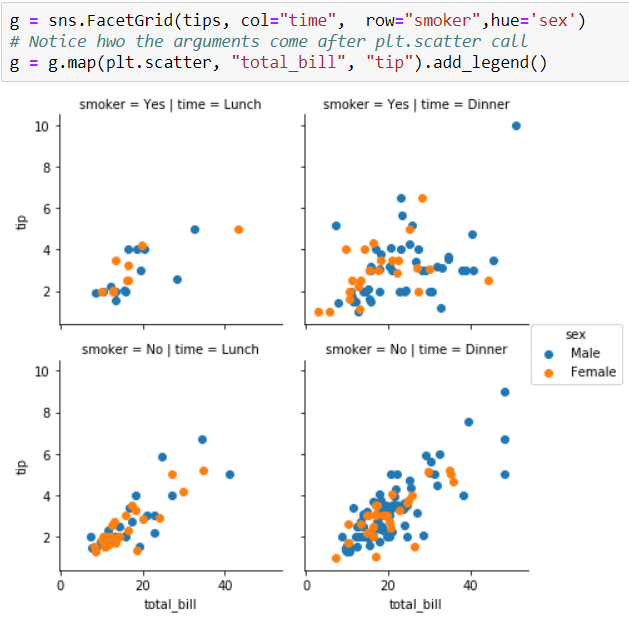 g = sns.FacetGrid(tips, col="time",  row="smoker",hue='sex')
# Notice hwo the arguments come after plt.scatter call
g = g.map(plt.scatter, "total_bill", "tip").add_legend()
smoker = Yes | time = Lunch
smoker = Yes | time = Dinner
10
8
6
4
2
tip
smoker = No | time = Lunch
smoker = No | time = Dinner
sex
Male
Female
10
8
6
4
2
tip
0 20 40
0 20 40
total_bill
total_bill